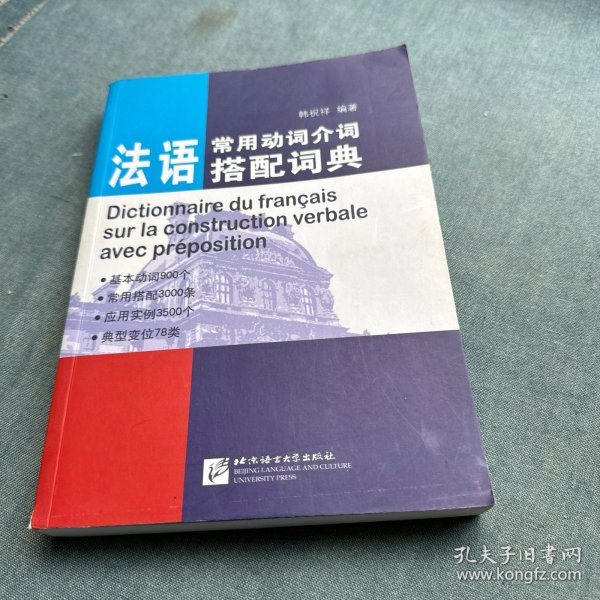 韩祝祥 编著
法语 常用动词介词
搭配词典
Dictionnaire du français
sur la construction verbale
avec préposition
• 基本动词900个
• 常用搭配3000条
• 应用实例3500个
• 典型变位78类
北京语言大学出版社
BEIJING LANGUAGE AND CULTURE
UNIVERSITY PRESS
孔夫子旧书网
www.kongfz.com